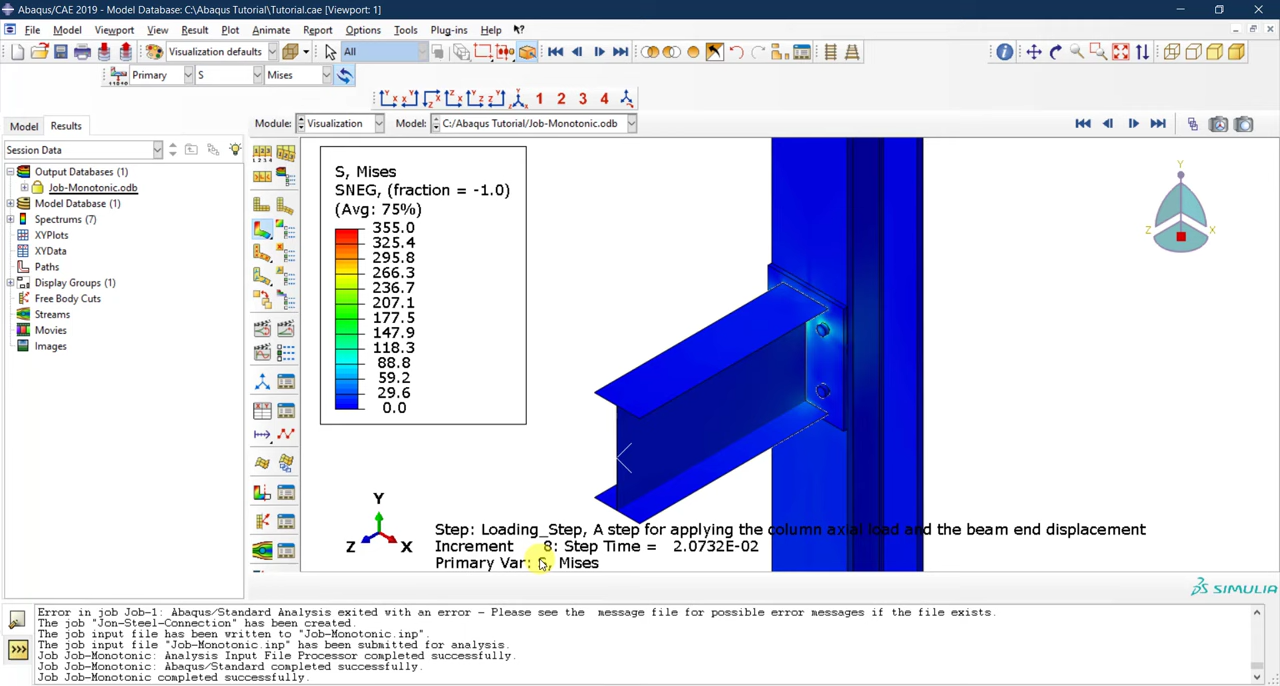 Abaqus/CAE 2019 - Model Database: C:\Abaqus Tutorial\Tutorial.cae [Viewport: 1]
File Model Viewport View Result Plot Animate Report Options Tools Plug-ins Help
Visualization defaults All
Primary S Mises
1 2 3 4
Model Results Module: Visualization Model: C:/Abaqus Tutorial/Job-Monotonic.odb
Session Data
Output Databases (1)
Job-Monotonic.odb
Model Database (1)
Spectrums (7)
XYPlots
XYData
Paths
Display Groups (1)
Free Body Cuts
Streams
Movies
Images
S, Mises
SNEG, (fraction = -1.0)
(Avg: 75%)
355.0
325.4
295.8
266.3
236.7
207.1
177.5
147.9
118.3
88.8
59.2
29.6
0.0
Y
Z X
Y
Z X
Step: Loading_Step, A step for applying the column axial load and the beam end displacement
Increment 8: Step Time = 2.0732E-02
Primary Var: S, Mises
SIMULIA
Error in job Job-1: Abaqus/Standard Analysis exited with an error - Please see the message file for possible error messages if the file exists.
The job "Jon-Steel-Connection" has been created.
The job input file has been written to "Job-Monotonic.inp".
The job input file "Job-Monotonic.inp" has been submitted for analysis.
Job Job-Monotonic: Analysis Input File Processor completed successfully.
Job Job-Monotonic: Abaqus/Standard completed successfully.
Job Job-Monotonic completed successfully.